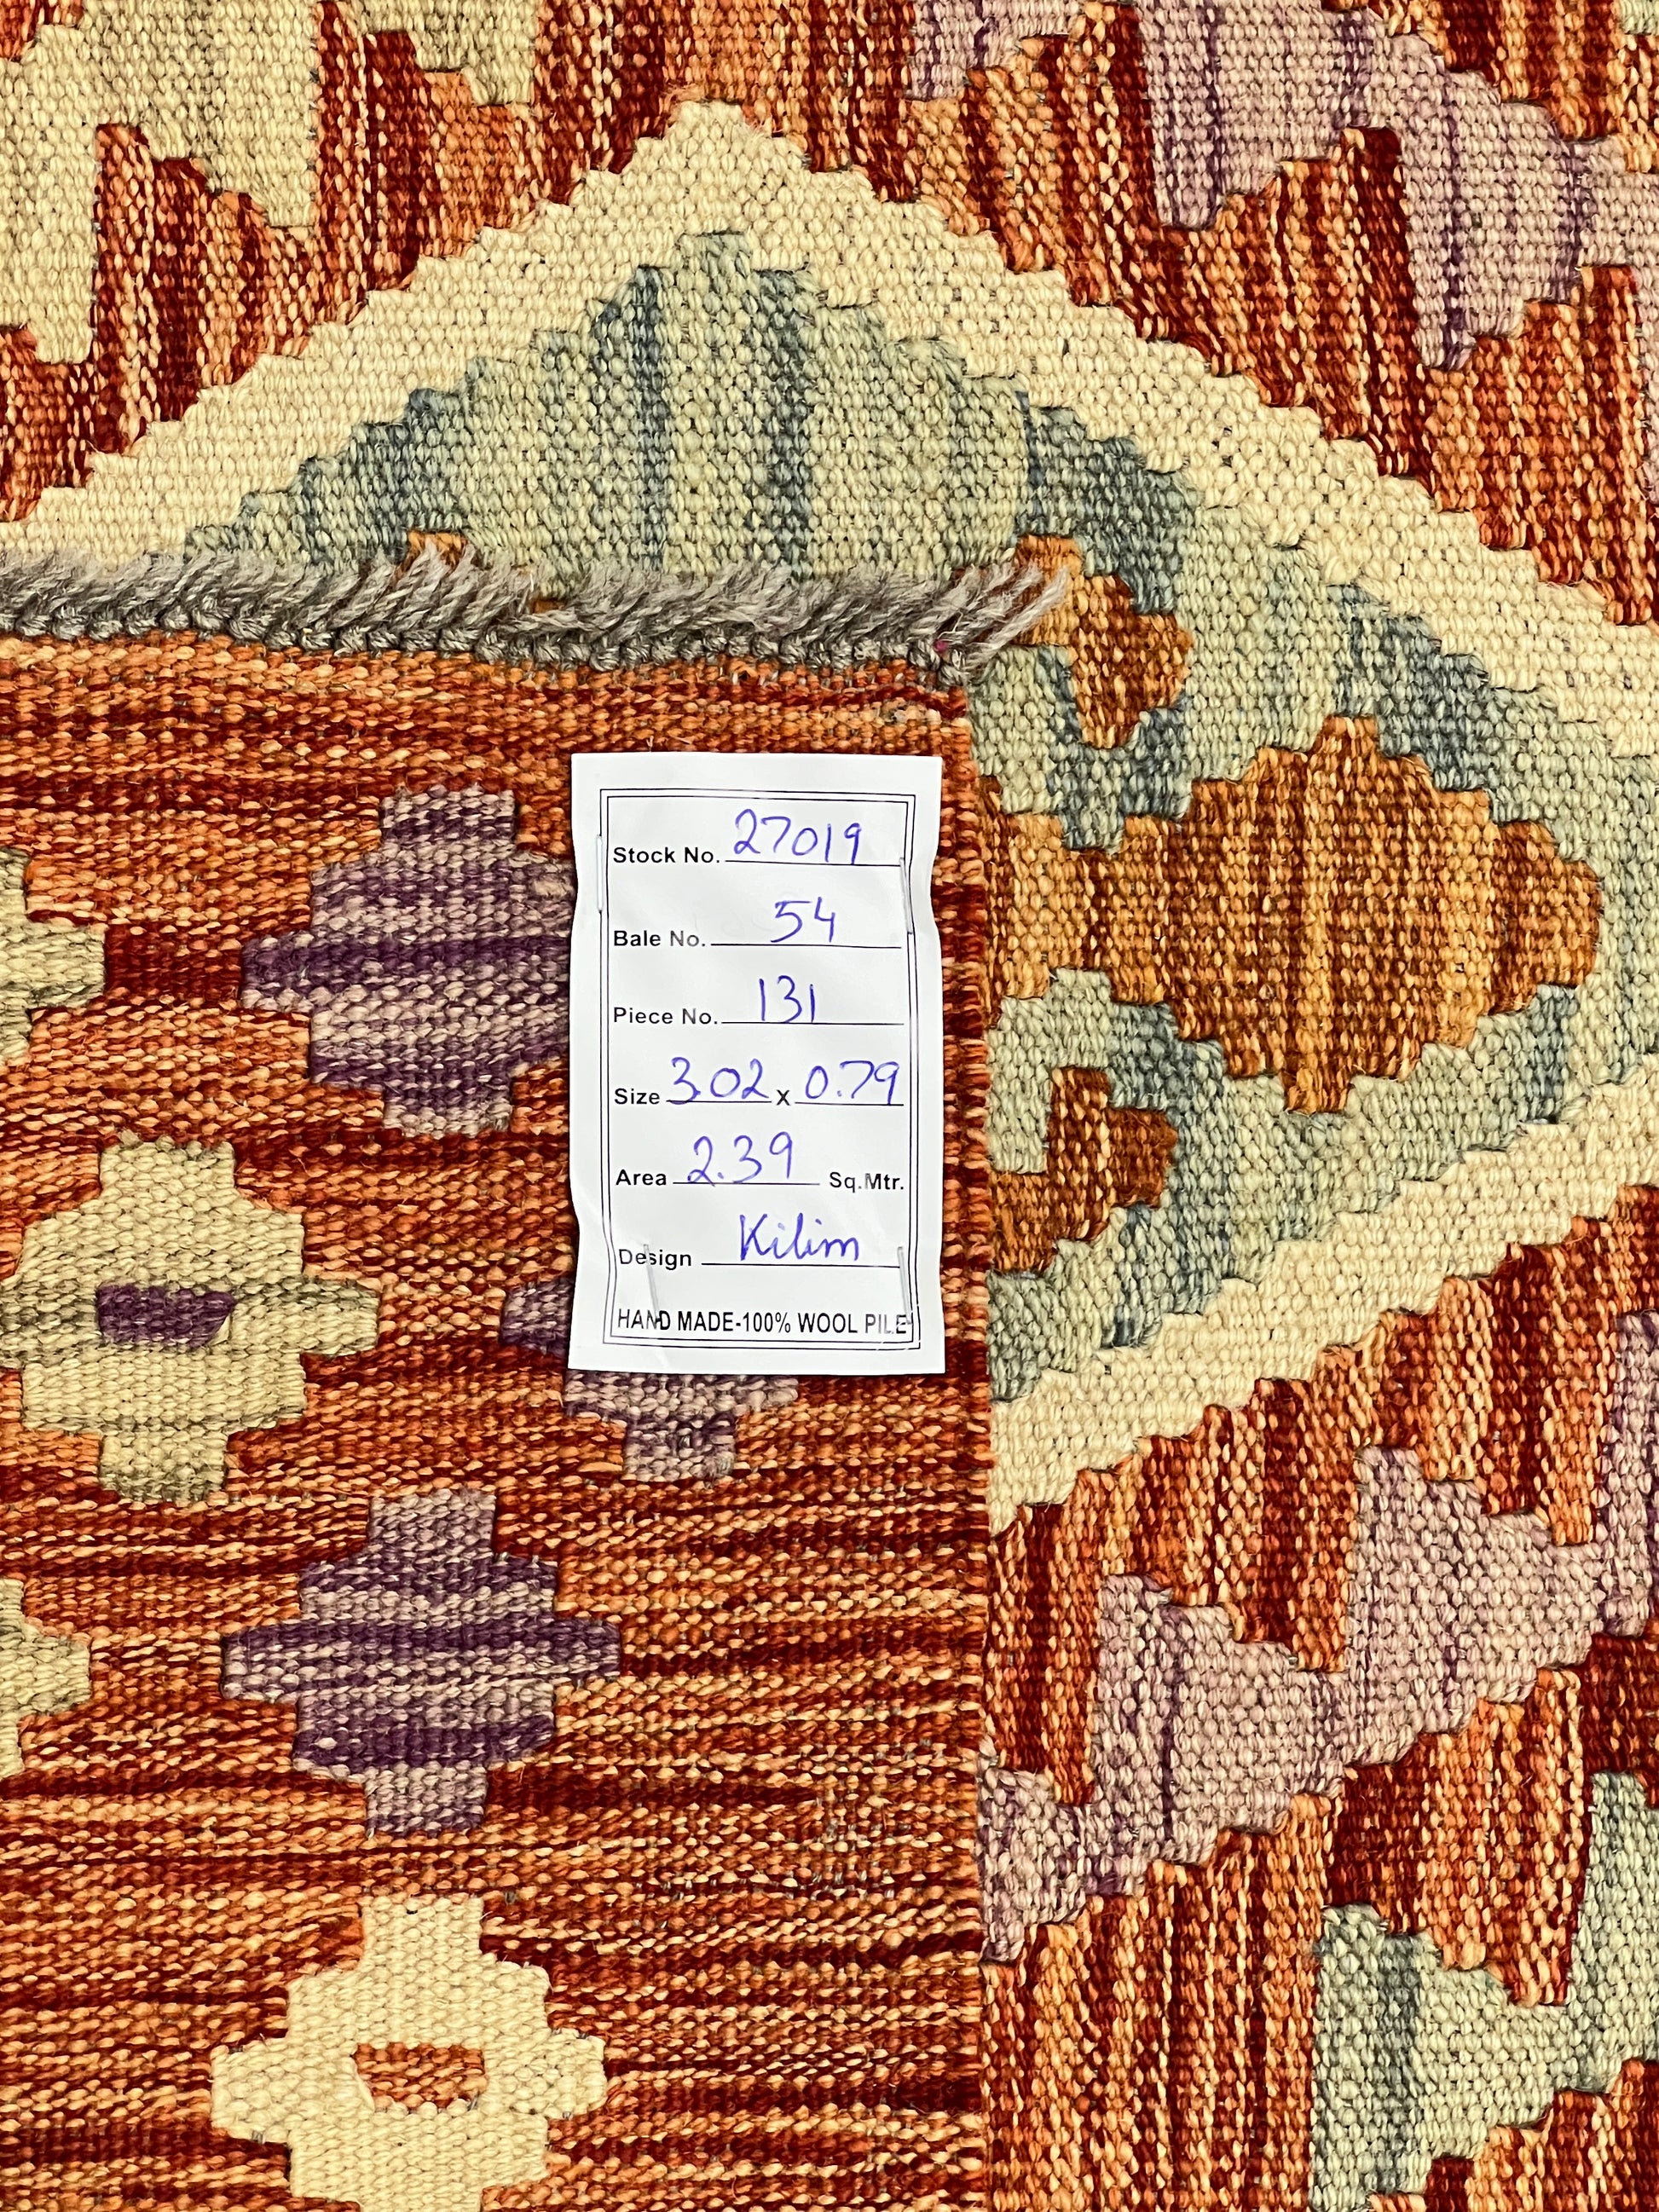 Stock No. 27019
Bale No. 54
Piece No. 131
Size 3.02 x 0.79
Area 2.39 Sq.Mtr.
Design Kilim
HAND MADE-100% WOOL PILE